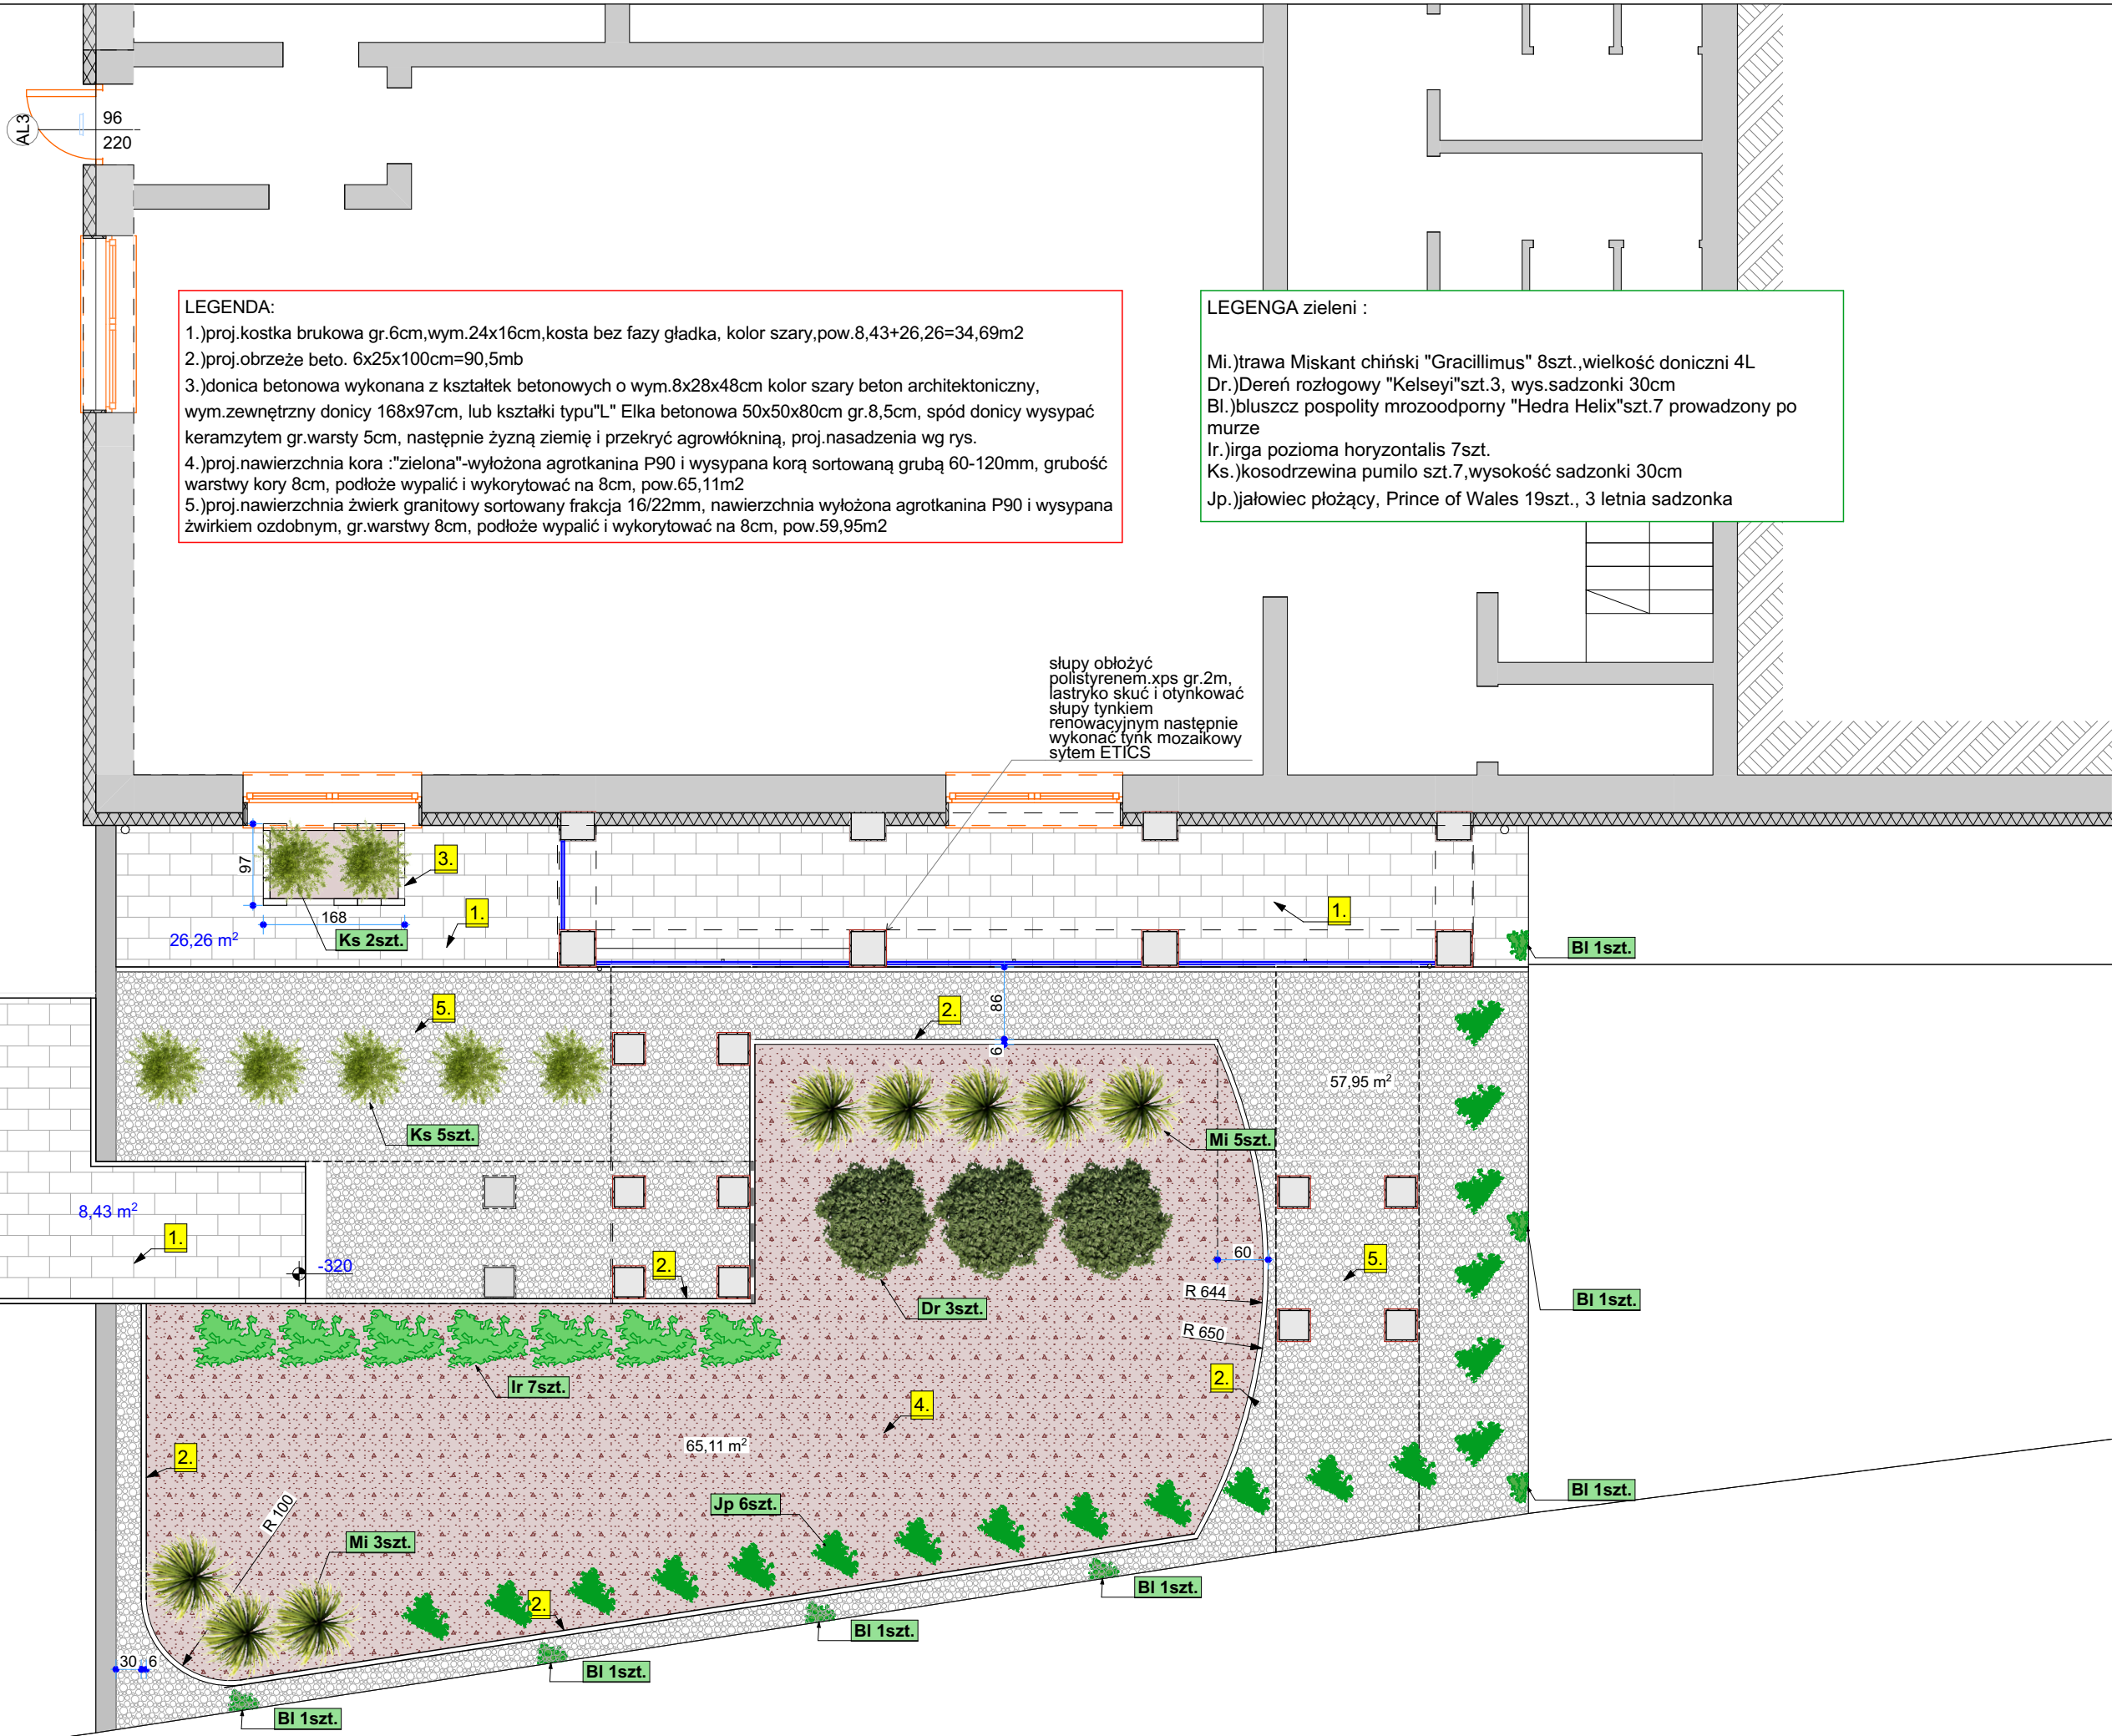 AL3
96
220
LEGENDA:
1.)proj.kostka brukowa gr.6cm,wym.24x16cm,kosta bez fazy gładka, kolor szary,pow.8,43+26,26=34,69m2
2.)proj.obrzeże beto. 6x25x100cm=90,5mb
3.)donica betonowa wykonana z kształtek betonowych o wym.8x28x48cm kolor szary beton architektoniczny,
wym.zewnętrzny donicy 168x97cm, lub kształki typu"L" Elka betonowa 50x50x80cm gr.8,5cm, spód donicy wysypać
keramzytem gr.warsty 5cm, następnie żyzną ziemię i przekryć agrowłókniną, proj.nasadzenia wg rys.
4.)proj.nawierzchnia kora :"zielona"-wyłożona agrotkanina P90 i wysypana korą sortowaną grubą 60-120mm, grubość
warstwy kory 8cm, podłoże wypalić i wykorytować na 8cm, pow.65,11m2
5.)proj.nawierzchnia żwierk granitowy sortowany frakcja 16/22mm, nawierzchnia wyłożona agrotkanina P90 i wysypana
żwirkiem ozdobnym, gr.warstwy 8cm, podłoże wypalić i wykorytować na 8cm, pow.59,95m2
LEGENGA zieleni :
Mi.)trawa Miskant chiński "Gracillimus" 8szt.,wielkość doniczni 4L
Dr.)Dereń rozłogowy "Kelseyi"szt.3, wys.sadzonki 30cm
Bl.)bluszcz pospolity mrozoodporny "Hedra Helix"szt.7 prowadzony po
murze
Ir.)irga pozioma horyzontalis 7szt.
Ks.)kosodrzewina pumilo szt.7,wysokość sadzonki 30cm
Jp.)jałowiec płożący, Prince of Wales 19szt., 3 letnia sadzonka
słupy obłożyć
polistyrenem.xps gr.2m,
lastryko skuć i otynkować
słupy tynkiem
renowacyjnym następnie
wykonać tynk mozaikowy
sytem ETICS
97
3.
168
1.
1.
26,26 m²
Ks 2szt.
Bl 1szt.
5.
86
2.
6
57,95 m²
Ks 5szt.
Mi 5szt.
8,43 m²
1.
-320
2.
60
5.
R 644
Dr 3szt.
Bl 1szt.
R 650
Ir 7szt.
2.
4.
65,11 m²
2.
R 100
Jp 6szt.
Bl 1szt.
Mi 3szt.
2.
Bl 1szt.
Bl 1szt.
30
6
Bl 1szt.
Bl 1szt.